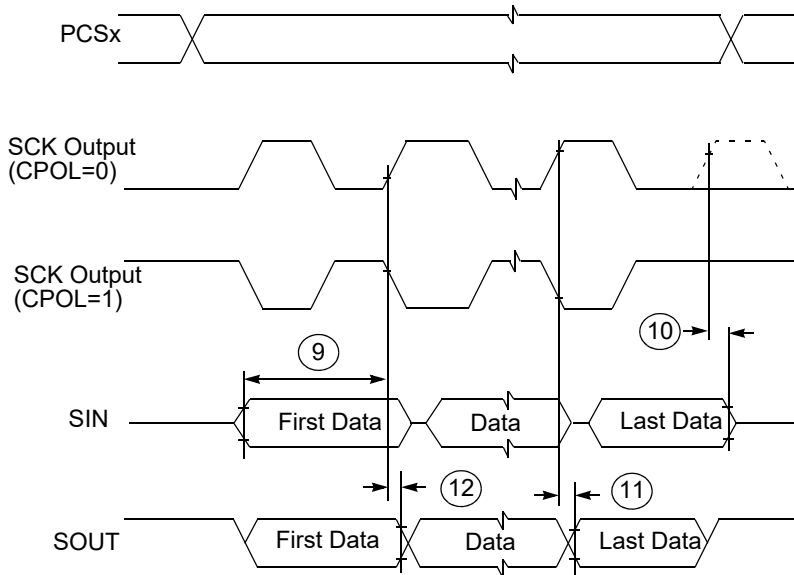 PCSx
SCK Output
(CPOL=0)
SCK Output
(CPOL=1)
10
9
SIN
First Data
Data
Last Data
12
11
SOUT
First Data
Data
Last Data